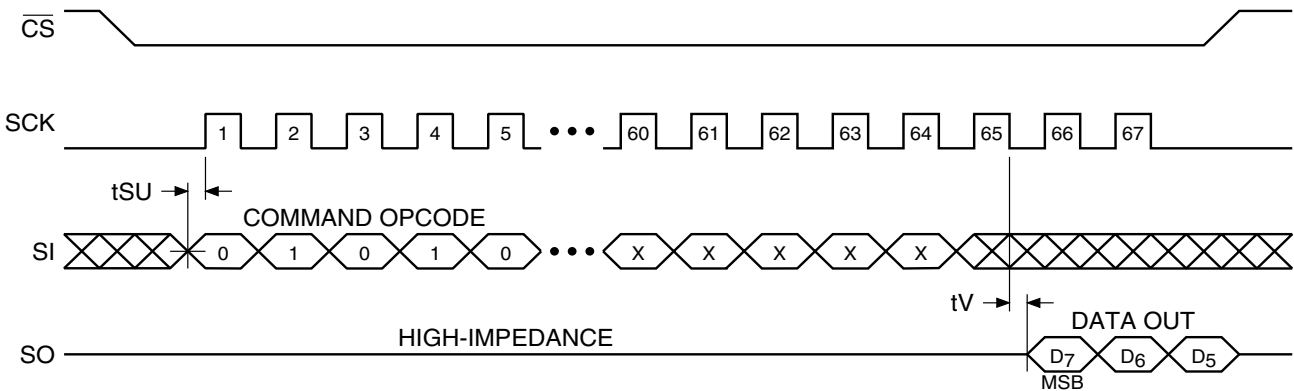 CS
SCK 1 2 3 4 5 ••• 60 61 62 63 64 65 66 67
tSU
COMMAND OPCODE
SI 0 1 0 1 0 ••• X X X X X
tV
HIGH-IMPEDANCE
DATA OUT
SO D7 D6 D5
MSB